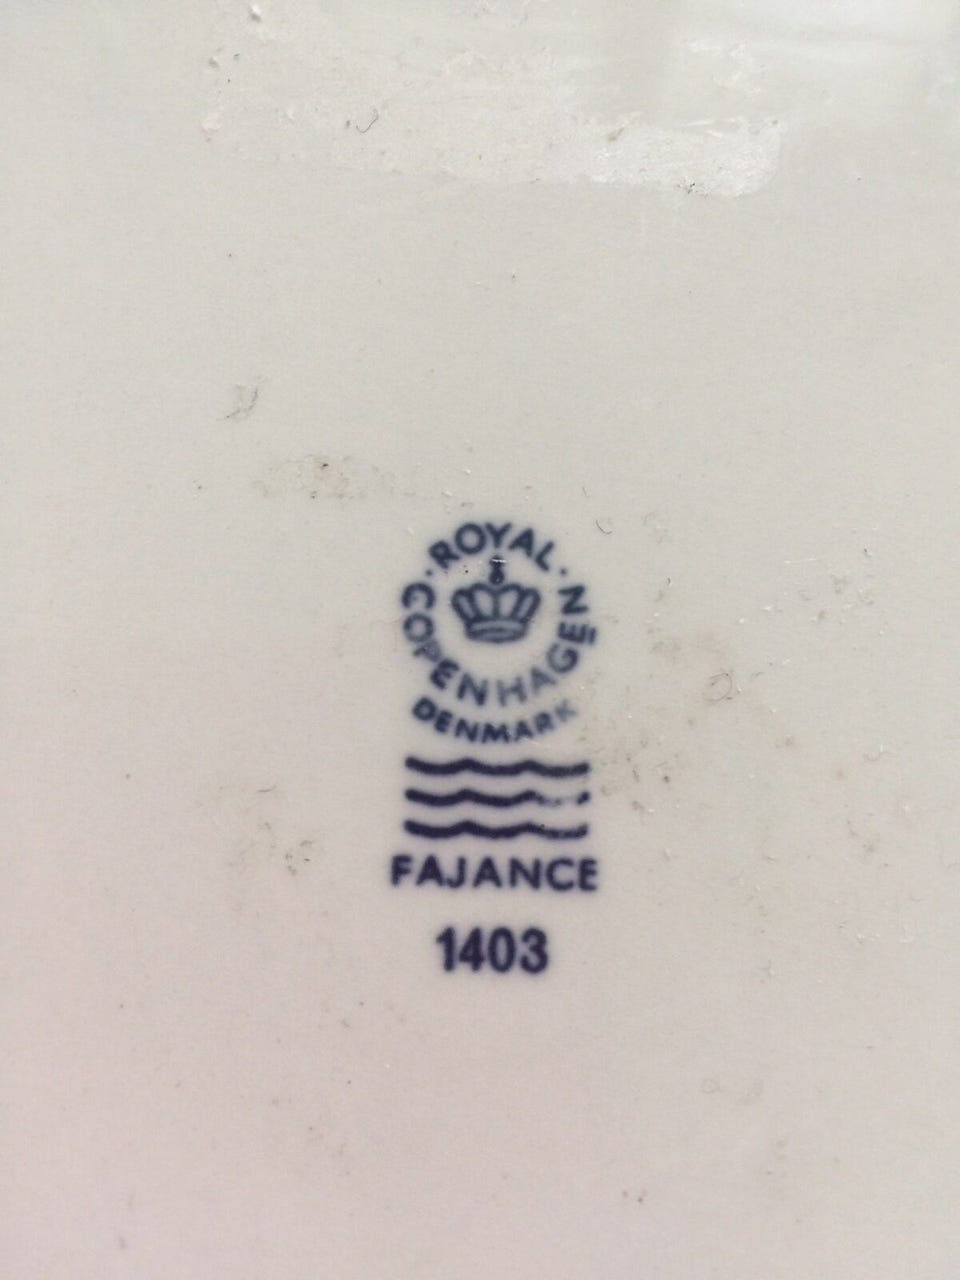 ROYAL
COPENHAGEN
DENMARK
FAJANCE
1403